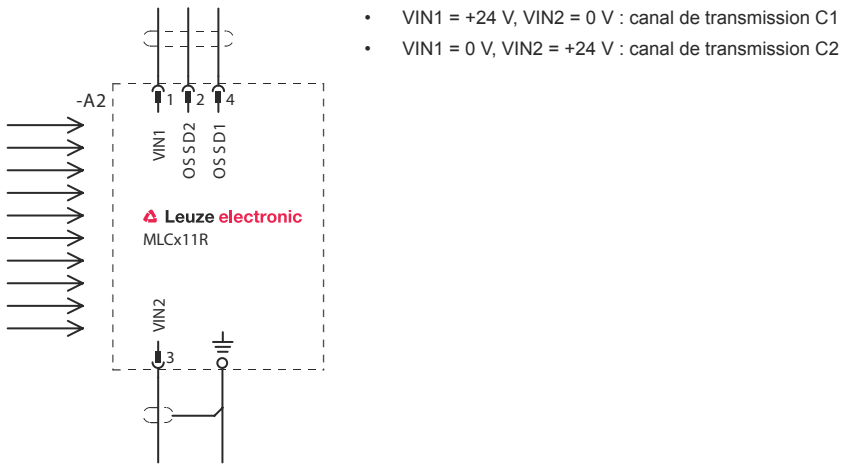 • VIN1 = +24 V, VIN2 = 0 V : canal de transmission C1
• VIN1 = 0 V, VIN2 = +24 V : canal de transmission C2
-A2
1 2 4
VIN1
OSSD2
OSSD1
Leuze electronic
MLCx11R
VIN2
3